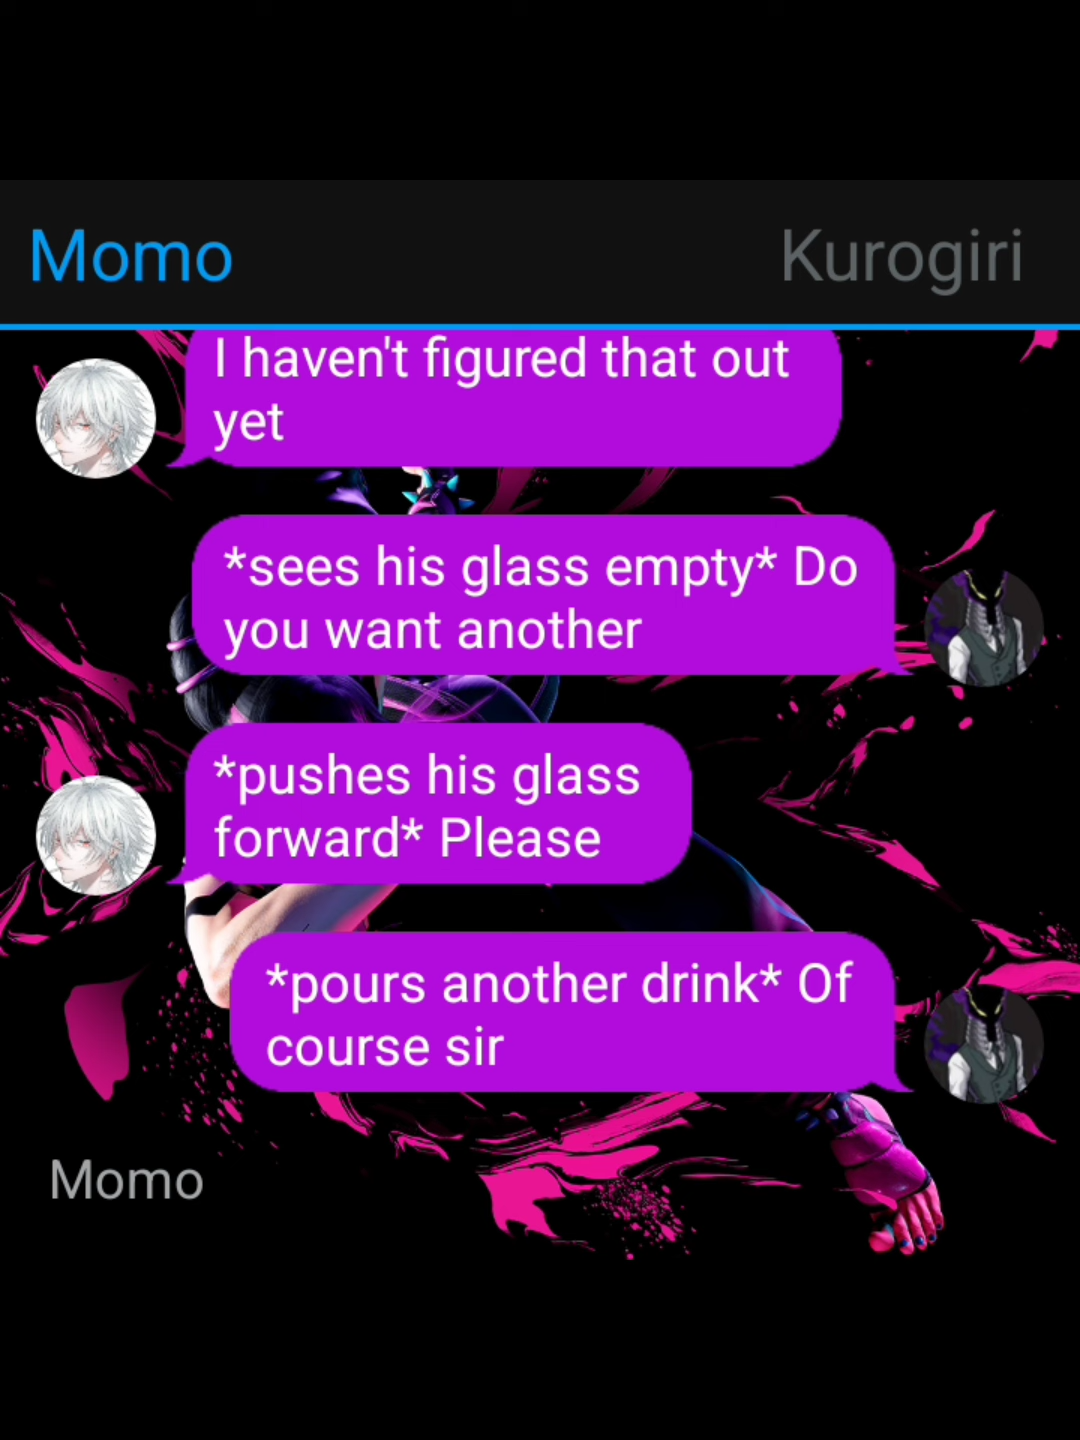 Momo
Kurogiri
I haven't figured that out
yet
*sees his glass empty* Do
you want another
*pushes his glass
forward* Please
*pours another drink* Of
course sir
Momo